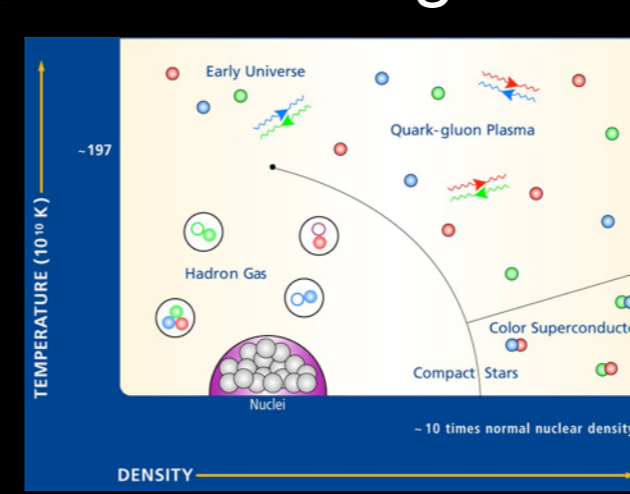 Early Universe
Quark-gluon Plasma
~197
TEMPERATURE (10¹⁰ K)
Hadron Gas
Color Superconducto
Compact Stars
Nuclei
~ 10 times normal nuclear density
DENSITY